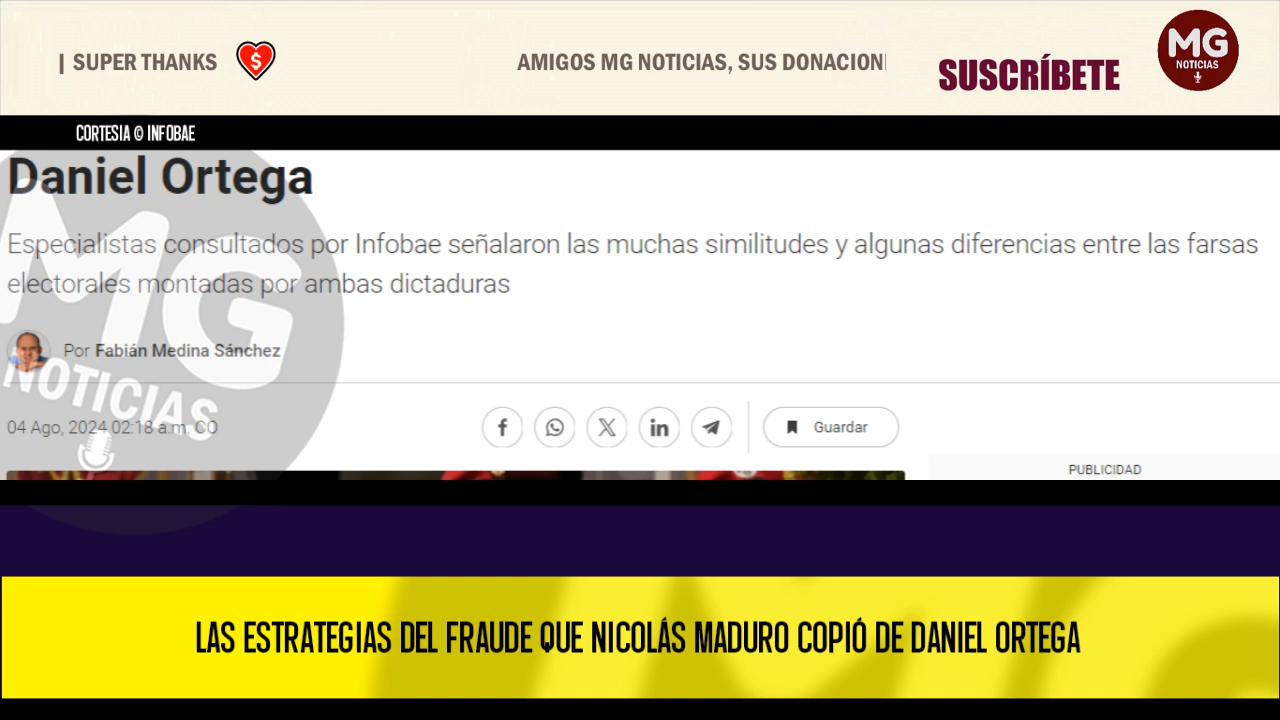 | SUPER THANKS
AMIGOS MG NOTICIAS, SUS DONACION
SUSCRÍBETE
MG
NOTICIAS
CORTESIA © INFOBAE
Daniel Ortega
Especialistas consultados por Infobae señalaron las muchas similitudes y algunas diferencias entre las farsas
electorales montadas por ambas dictaduras
Por Fabián Medina Sánchez
04 Ago, 2024 02:18 a.m. CO
Guardar
PUBLICIDAD
MG
NOTICIAS
LAS ESTRATEGIAS DEL FRAUDE QUE NICOLÁS MADURO COPIÓ DE DANIEL ORTEGA